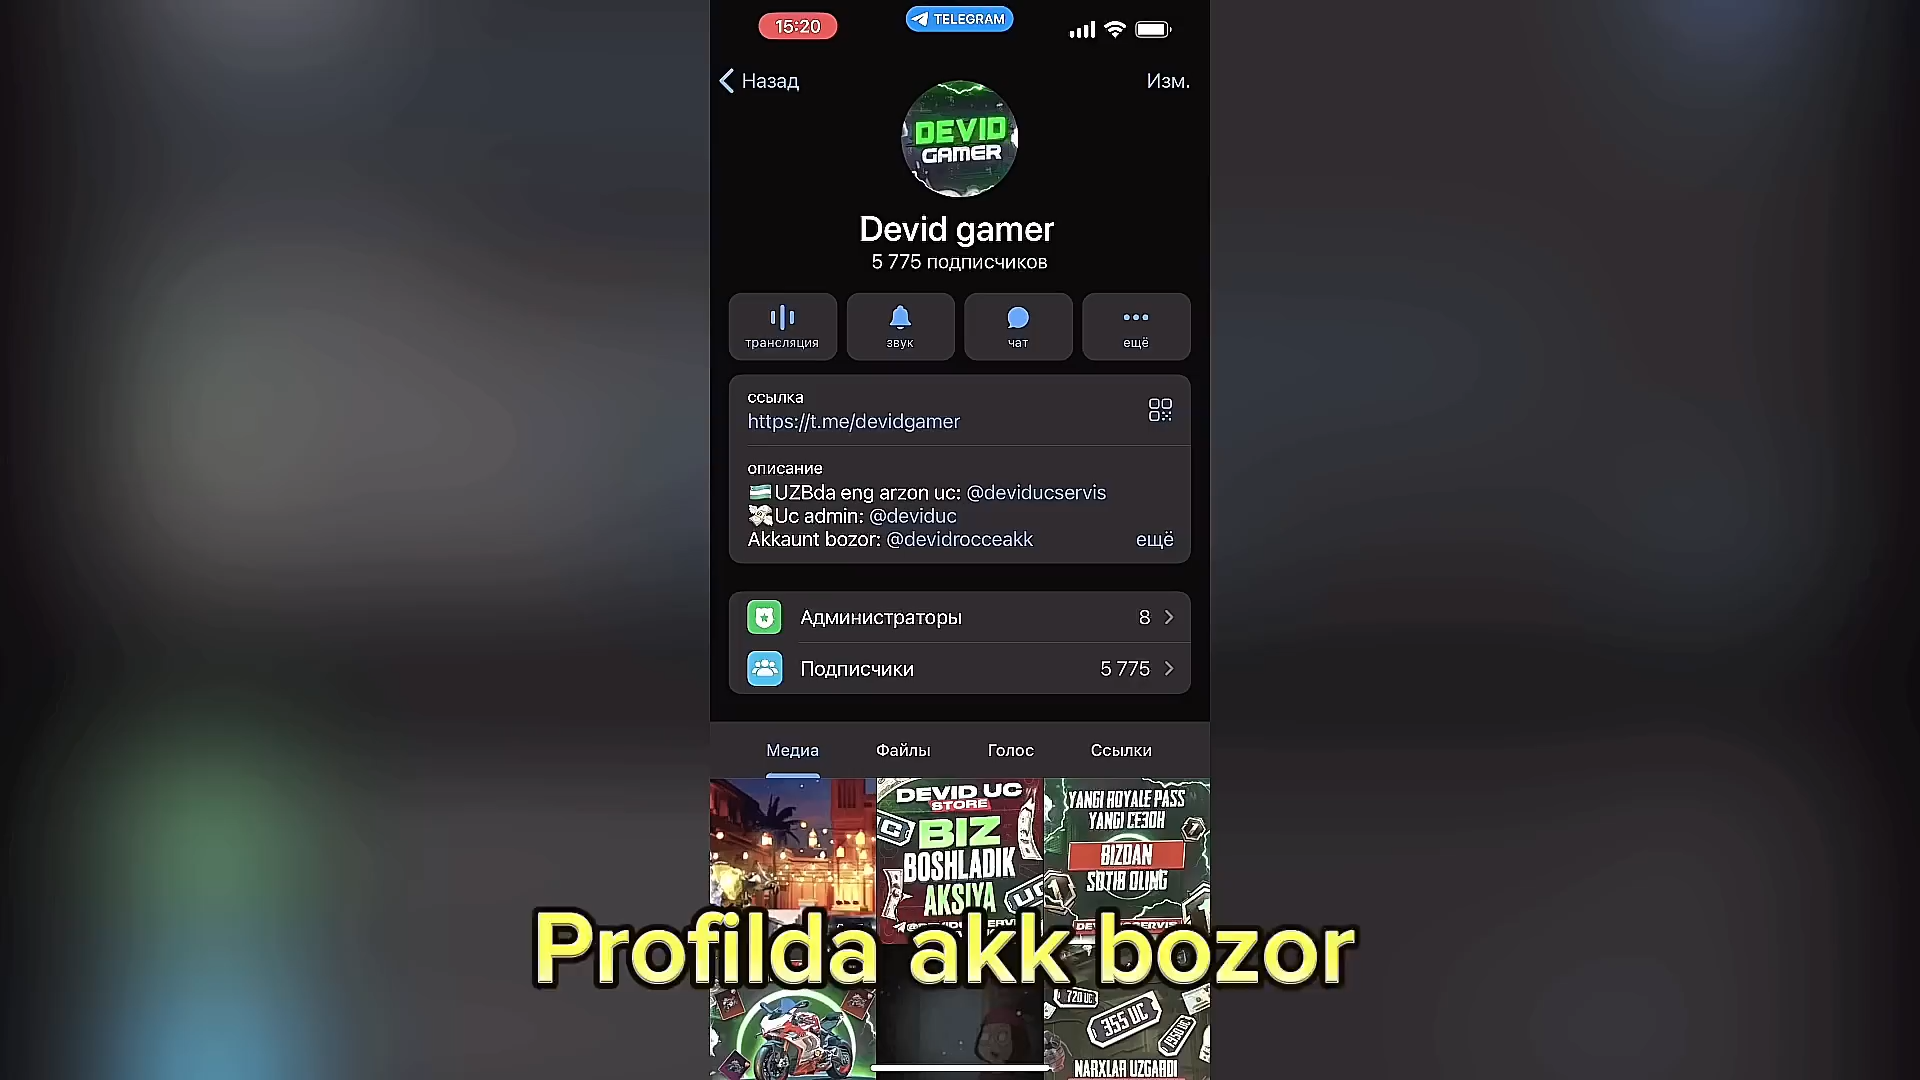 15:20
TELEGRAM
Назад
Изм.
DEVID
GAMER
Devid gamer
5 775 подписчиков
трансляция
звук
чат
ещё
ссылка
https://t.me/devidgamer
описание
UZBda eng arzon uc: @deviducservis
Uc admin: @deviduc
Akkaunt bozor: @devidrocceakk
ещё
Администраторы 8
Подписчики 5 775
Медиа
Файлы
Голос
Ссылки
DEVID UC
STORE
BIZ
BOSHLADIK
AKSIYA
YANGI ROYALE PASS
YANGI СЕЗОН
BIZDAN
SOTIB OLING
Profilda akk bozor
720 UC
355 UC
NARXLAR UZGARDI